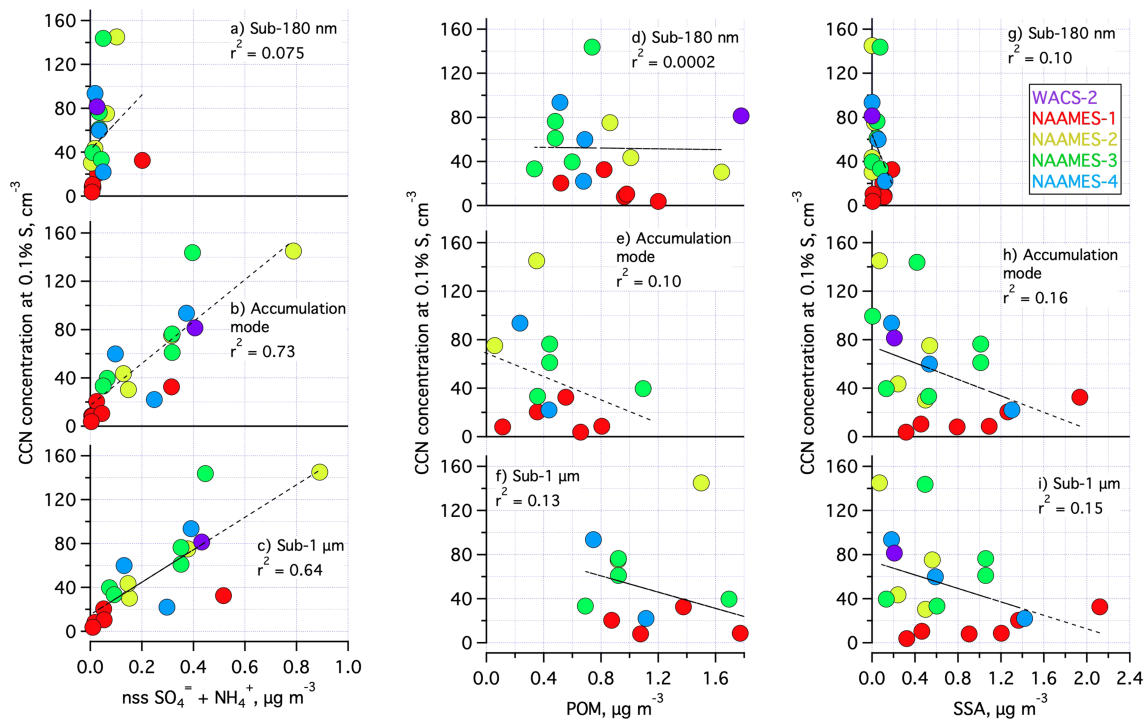 CCN concentration at 0.1% S, cm⁻³
160
120
80
40
0
a) Sub-180 nm
r² = 0.075
160
120
80
40
0
b) Accumulation
mode
r² = 0.73
160
120
80
40
0
c) Sub-1 µm
r² = 0.64
0.0 0.2 0.4 0.6 0.8 1.0
nss SO₄⁼ + NH₄⁺, µg m⁻³
CCN concentration at 0.1% S, cm⁻³
160
120
80
40
0
d) Sub-180 nm
r² = 0.0002
160
120
80
40
0
e) Accumulation
mode
r² = 0.10
160
120
80
40
0
f) Sub-1 µm
r² = 0.13
0.0 0.4 0.8 1.2 1.6
POM, µg m⁻³
CCN concentration at 0.1% S, cm⁻³
160
120
80
40
0
g) Sub-180 nm
r² = 0.10
WACS-2
NAAMES-1
NAAMES-2
NAAMES-3
NAAMES-4
160
120
80
40
0
h) Accumulation
mode
r² = 0.16
160
120
80
40
0
i) Sub-1 µm
r² = 0.15
0.0 0.4 0.8 1.2 1.6 2.0 2.4
SSA, µg m⁻³